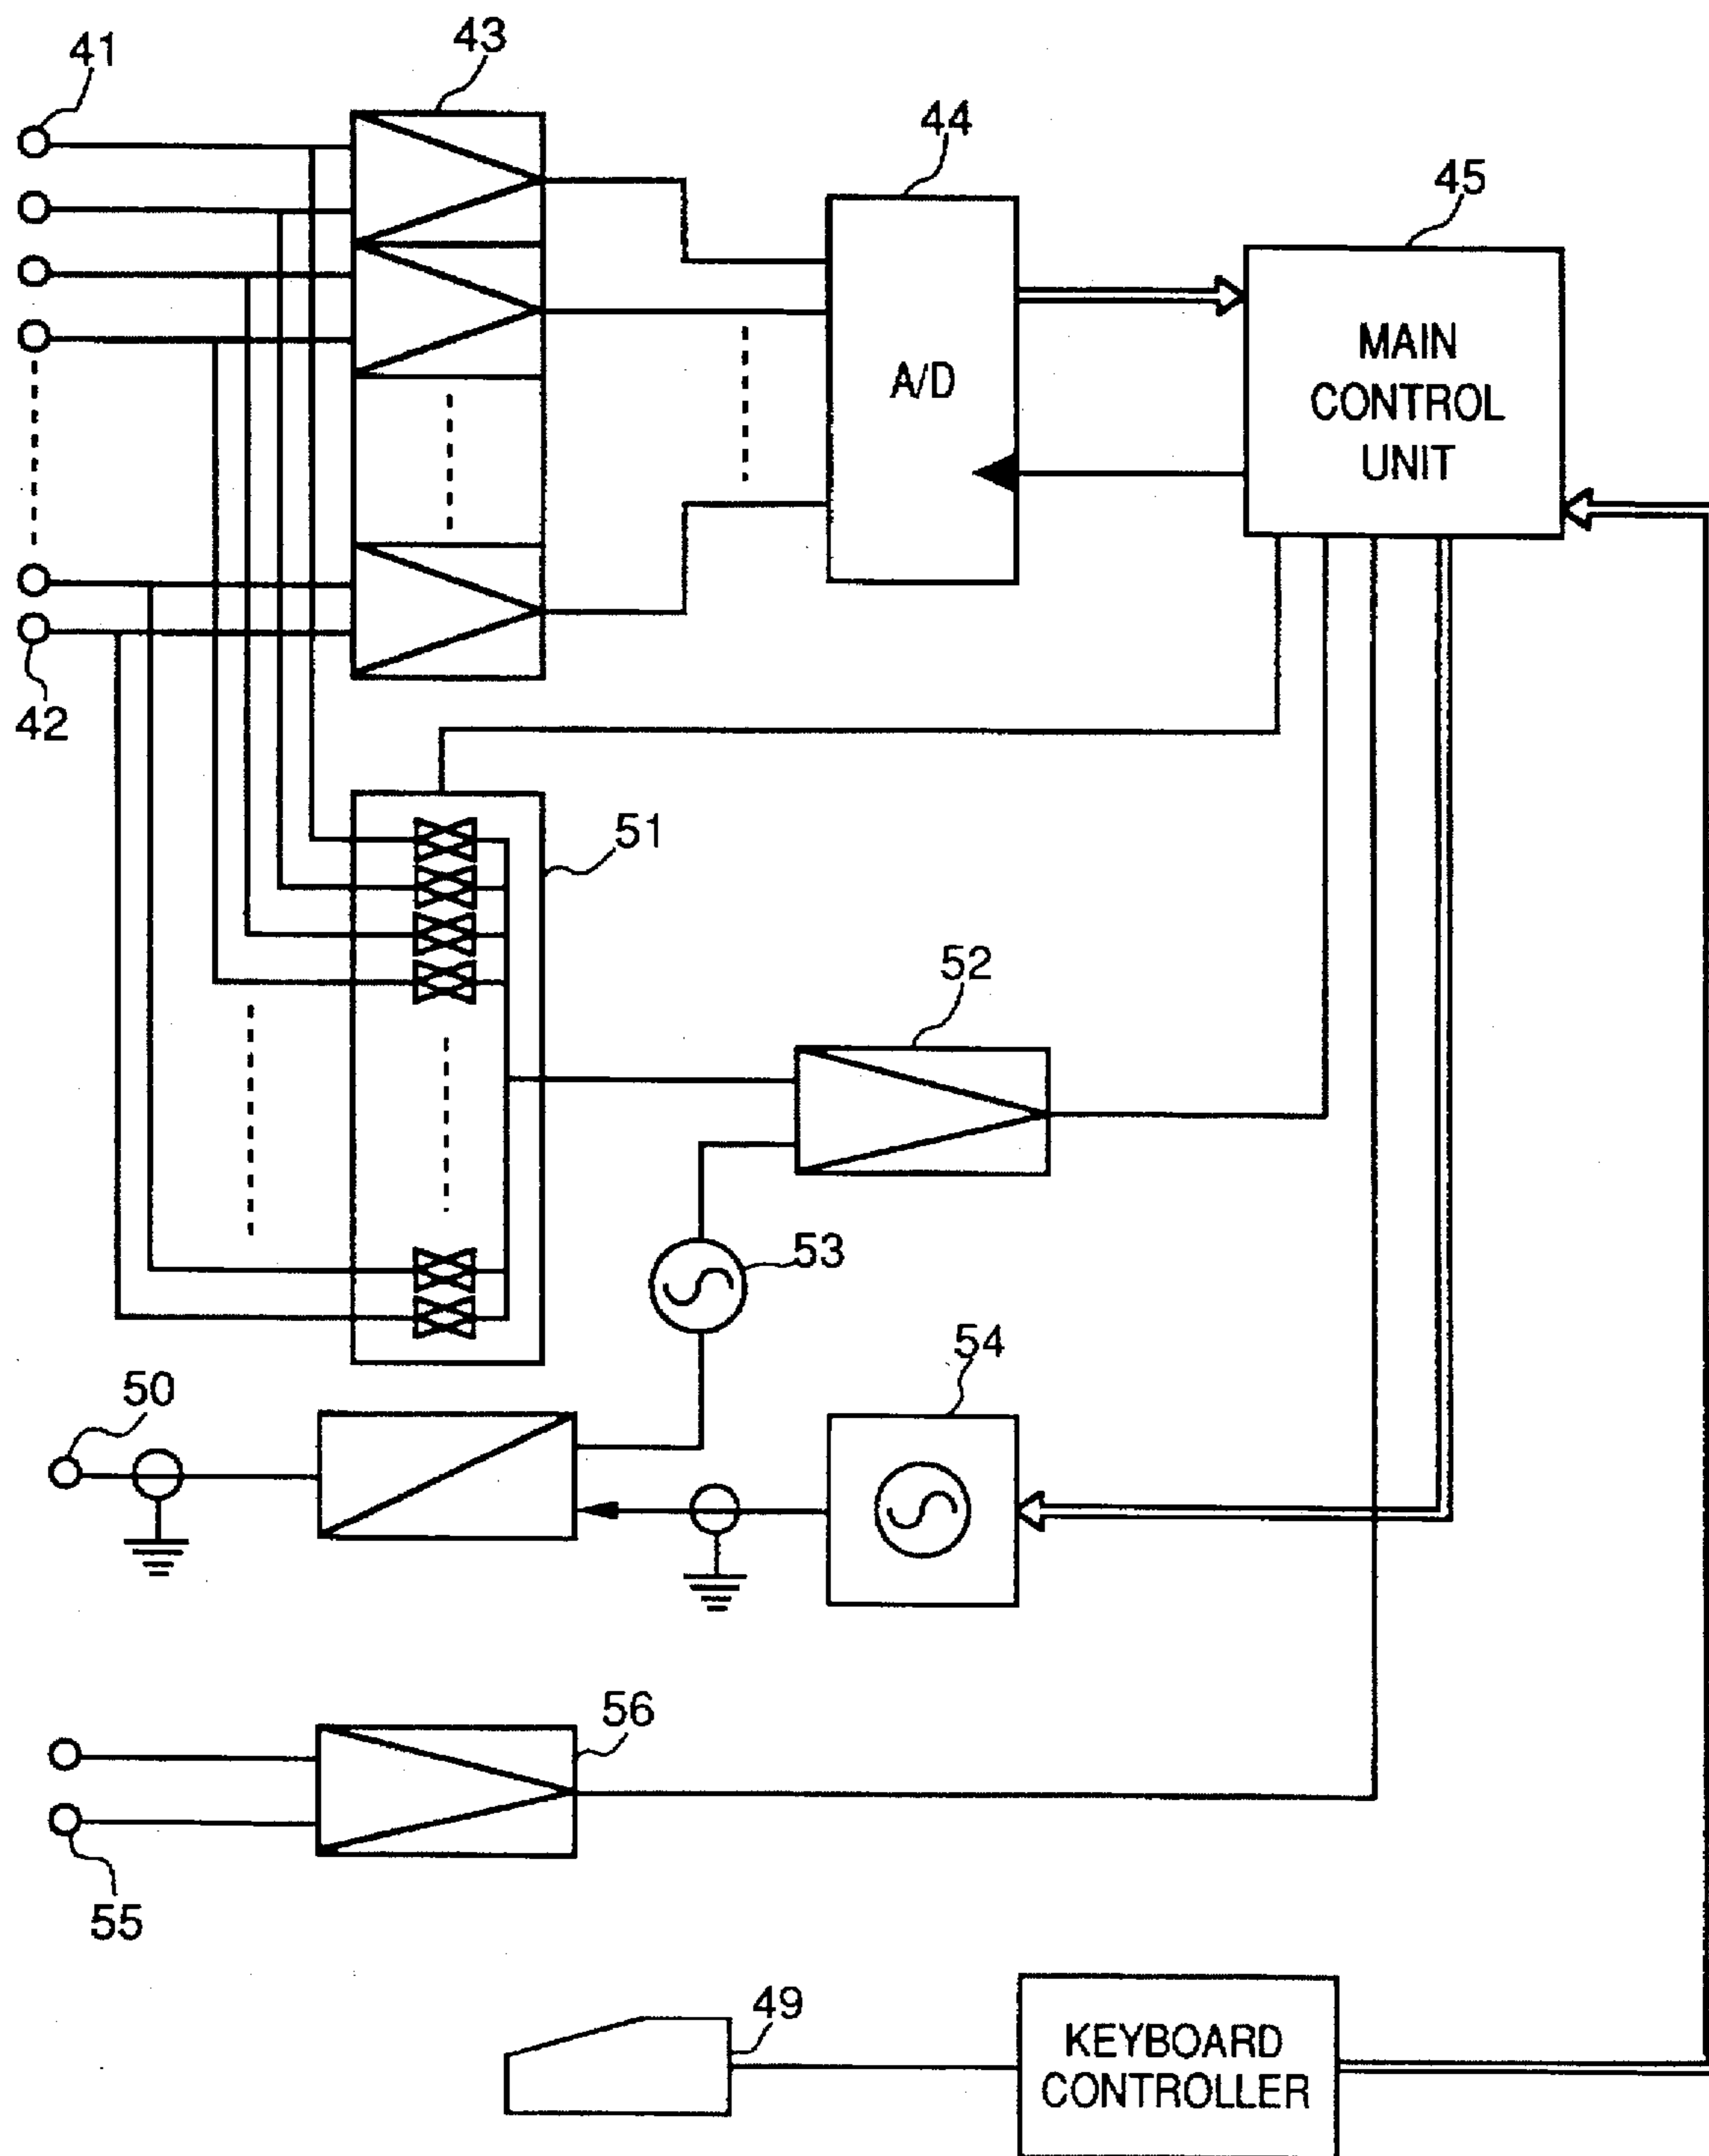 41
43
44
45
A/D
MAIN
CONTROL
UNIT
42
51
52
53
54
50
56
55
49
KEYBOARD
CONTROLLER